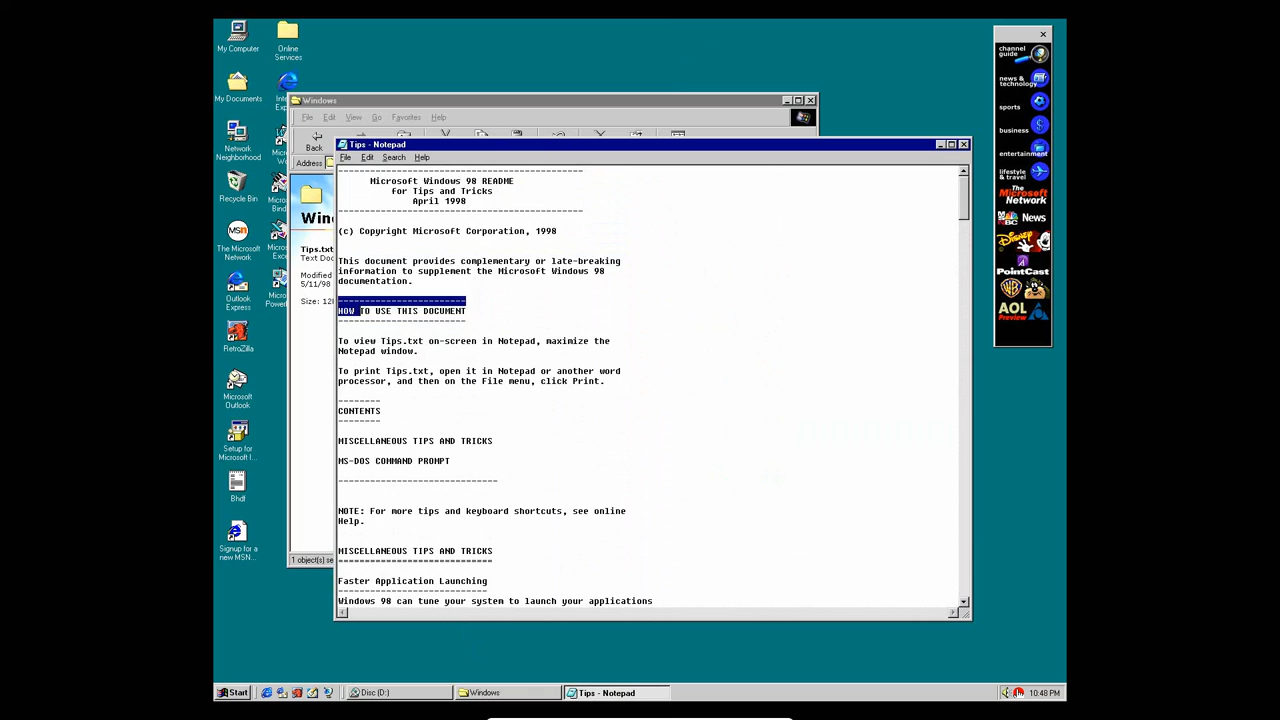 My Computer
Online
Services
My Documents
Network
Neighborhood
Recycle Bin
The Microsoft
Network
Outlook
Express
RetroZilla
Microsoft
Outlook
Setup for
Microsoft I...
Bhdf
Signup for a
new MSN...
Windows
File Edit View Go Favorites Help
Back
Address
Tips.txt
Text Doc
Modified
5/11/98
1 object(s) se
Tips - Notepad
File Edit Search Help
---------------------------------------------
Microsoft Windows 98 README
for Tips and Tricks
April 1998
---------------------------------------------
(c) Copyright Microsoft Corporation, 1998
This document provides complementary or late-breaking
information to supplement the Microsoft Windows 98
documentation.
------------------------
HOW TO USE THIS DOCUMENT
------------------------
To view Tips.txt on-screen in Notepad, maximize the
Notepad window.
To print Tips.txt, open it in Notepad or another word
processor, and then on the File menu, click Print.
--------
CONTENTS
--------
MISCELLANEOUS TIPS AND TRICKS
MS-DOS COMMAND PROMPT
------------------------------
NOTE: For more tips and keyboard shortcuts, see online
Help.
MISCELLANEOUS TIPS AND TRICKS
=============================
Faster Application Launching
----------------------------
Windows 98 can tune your system to launch your applications
channel
guide
news &
technology
sports
business
entertainment
lifestyle
& travel
The
Microsoft
Network
News
Disney
PointCast
WB
AOL
Preview
Start
Disc (D:)
Windows
Tips - Notepad
10:48 PM